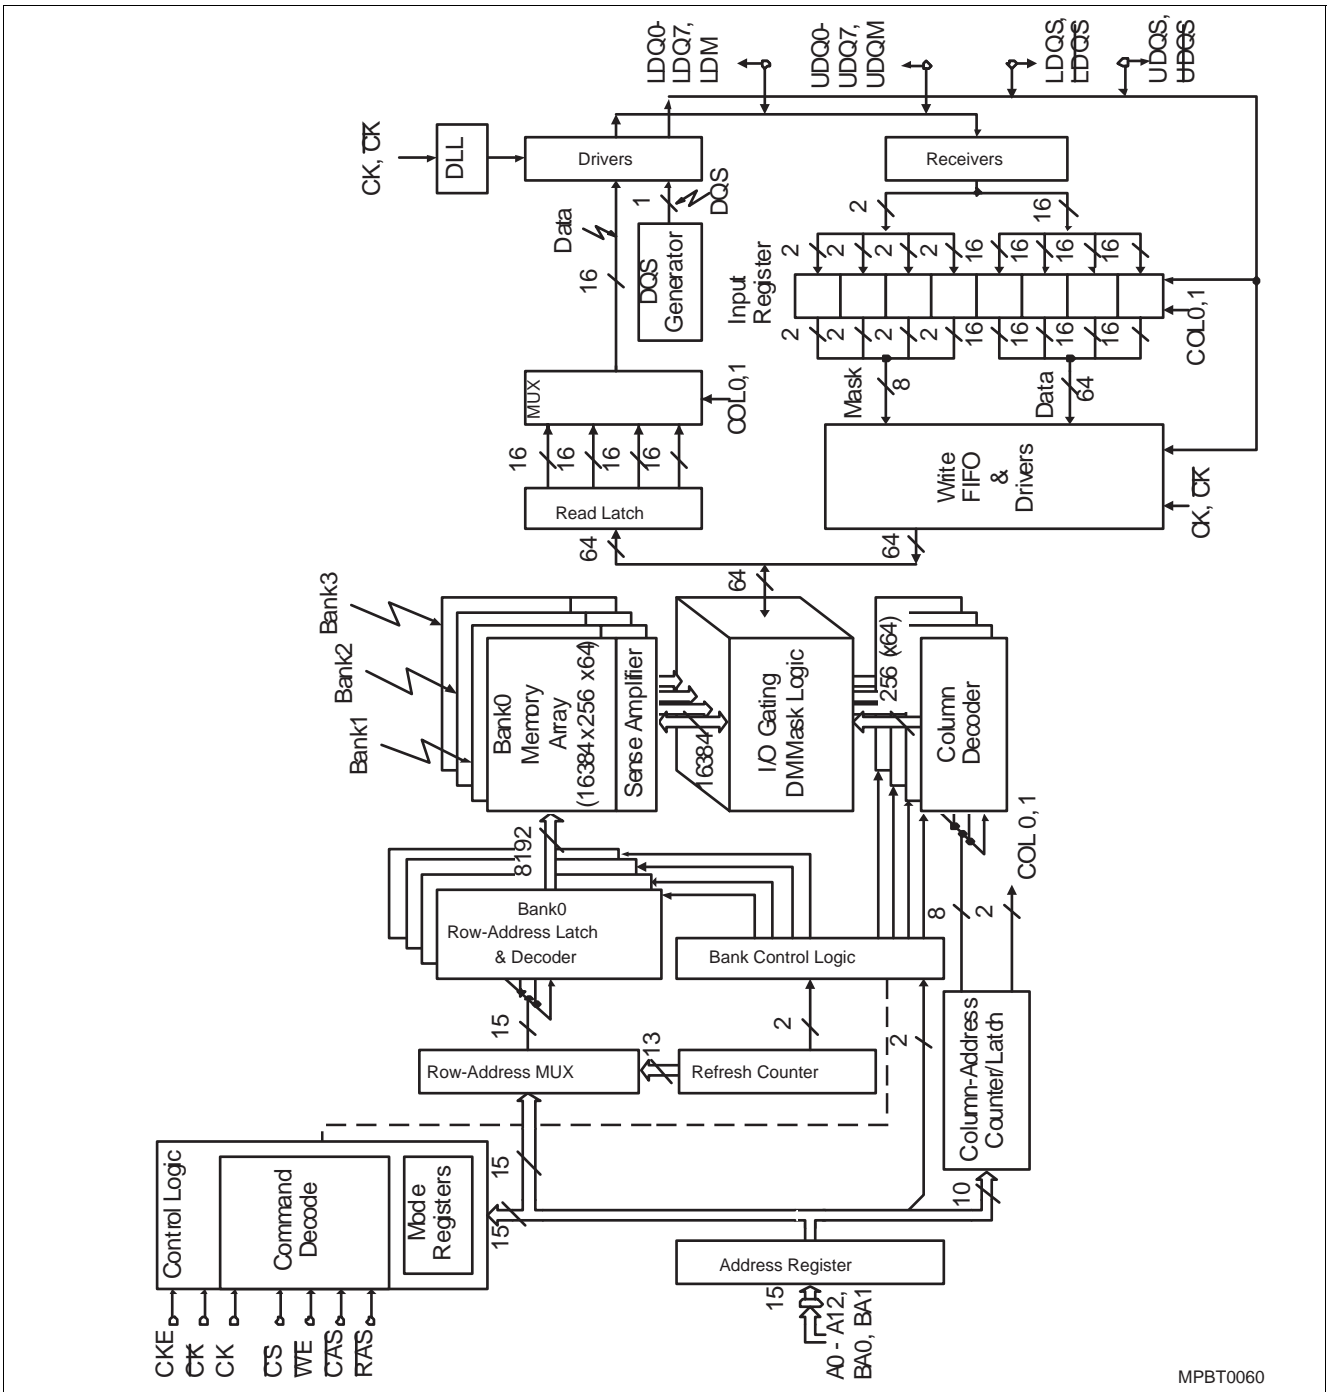 LDQ0-
LDQ7,
LDM
UDQ0-
UDQ7,
UDQM
LDQS,
LDQS
UDQS,
UDQS
CK, CK
DLL
Drivers
Receivers
Data
16
1
DQS
DQS
Generator
2
16
Input
Register
2
2
2
2
16
16
16
16
2
2
2
2
16
16
16
16
COL0,1
Mask
8
Data
64
MUX
COL0,1
16
16
16
16
Read Latch
Write
FIFO
&
Drivers
CK, CK
64
64
64
Bank3
Bank2
Bank1
Bank0
Memory
Array
(16384 x 256 x64)
Sense Amplifier
16384
I/O Gating
DMMask Logic
256 (x64)
Column
Decoder
8192
Bank0
Row-Address Latch
& Decoder
Bank Control Logic
COL 0, 1
8
2
15
2
2
13
Row-Address MUX
Refresh Counter
Column-Address
Counter/Latch
Control Logic
Command
Decode
Mode
Registers
15
15
10
Address Register
15
A0 - A12,
BA0, BA1
CKE
CK
CK
CS
WE
CAS
RAS
MPBT0060